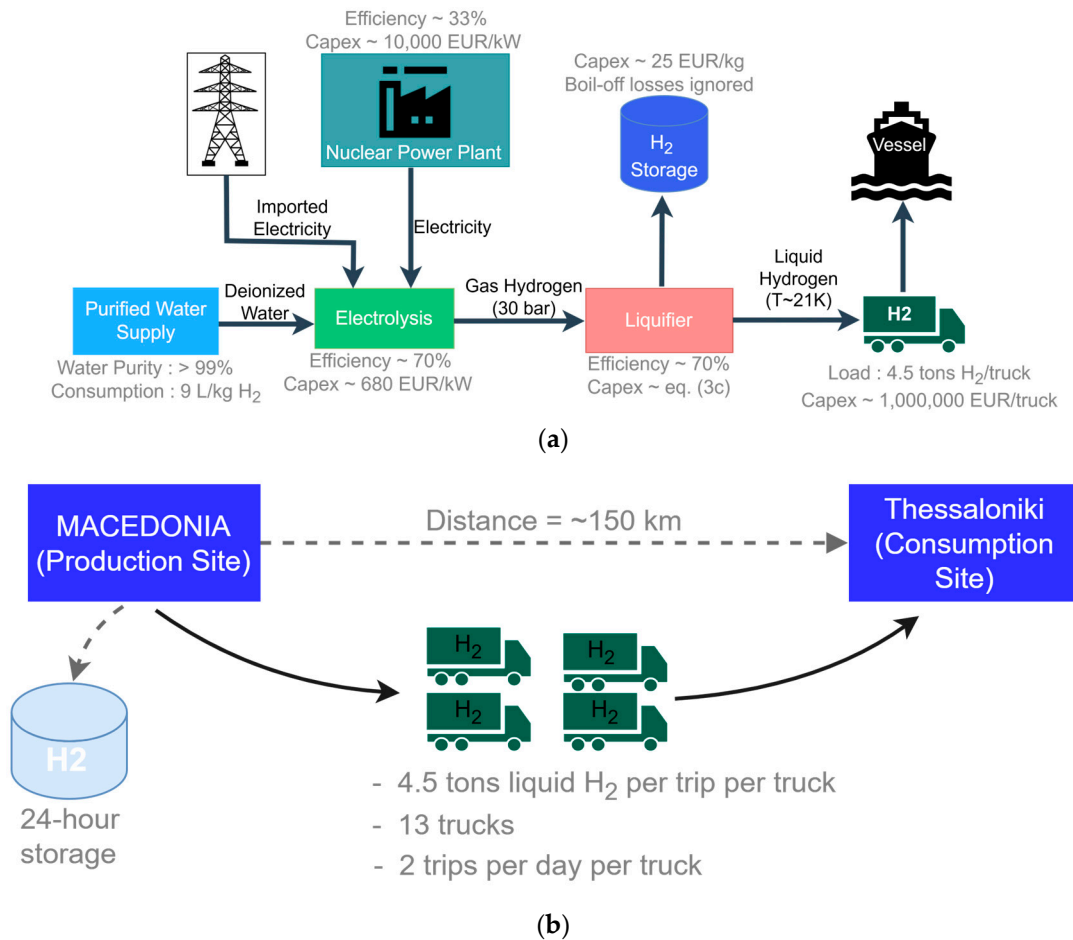 Efficiency ~ 33%
Capex ~ 10,000 EUR/kW
Nuclear Power Plant
Capex ~ 25 EUR/kg
Boil-off losses ignored
H2
Storage
Vessel
Imported
Electricity
Electricity
Purified Water
Supply
Deionized
Water
Electrolysis
Gas Hydrogen
(30 bar)
Liquifier
Liquid
Hydrogen
(T~21K)
H2
Water Purity : > 99%
Consumption : 9 L/kg H2
Efficiency ~ 70%
Capex ~ 680 EUR/kW
Efficiency ~ 70%
Capex ~ eq. (3c)
Load : 4.5 tons H2/truck
Capex ~ 1,000,000 EUR/truck
(a)
MACEDONIA
(Production Site)
Distance = ~150 km
Thessaloniki
(Consumption
Site)
H2
H2
H2
H2
H2
24-hour
storage
- 4.5 tons liquid H2 per trip per truck
- 13 trucks
- 2 trips per day per truck
(b)